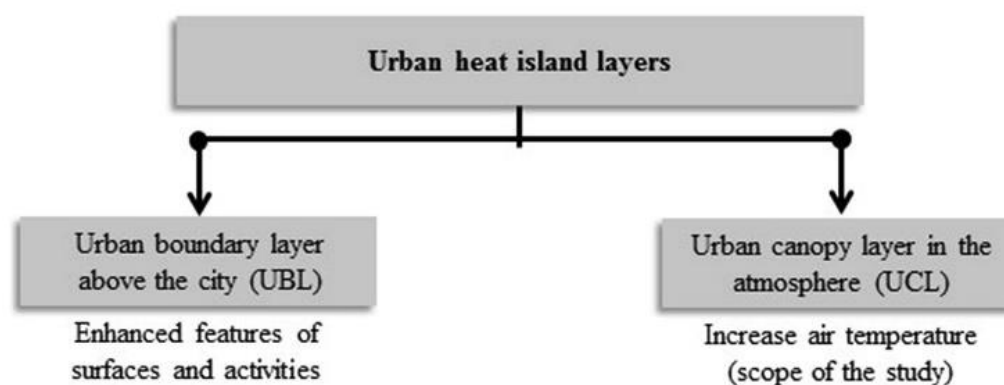 Urban heat island layers
Urban boundary layer
above the city (UBL)
Enhanced features of
surfaces and activities
Urban canopy layer in the
atmosphere (UCL)
Increase air temperature
(scope of the study)